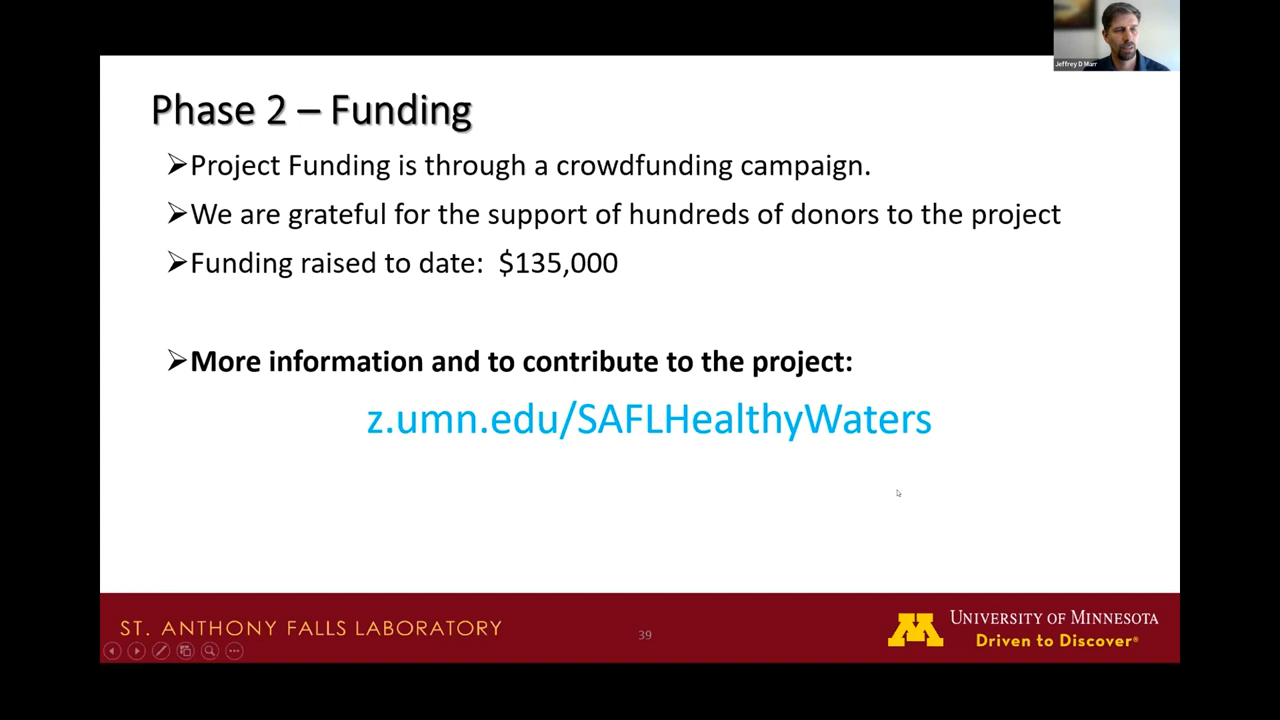 Jeffrey D Marr
Phase 2 – Funding
➢Project Funding is through a crowdfunding campaign.
➢We are grateful for the support of hundreds of donors to the project
➢Funding raised to date:  $135,000
➢More information and to contribute to the project:
z.umn.edu/SAFLHealthyWaters
ST. ANTHONY FALLS LABORATORY
39
M
UNIVERSITY OF MINNESOTA
Driven to Discover®